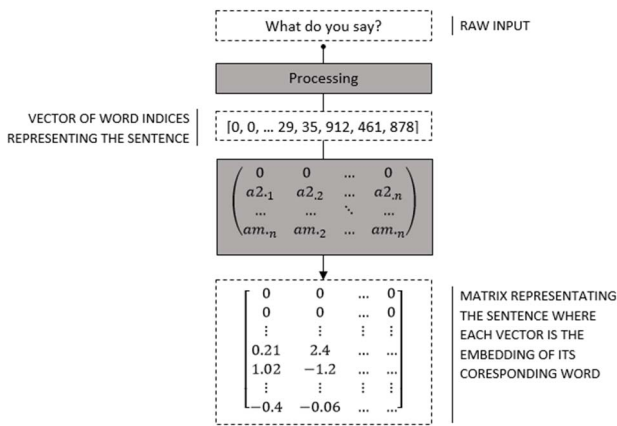 What do you say?
RAW INPUT
Processing
VECTOR OF WORD INDICES
REPRESENTING THE SENTENCE
⌈0, 0, ... 29, 35, 912, 461, 878⌉
0 0 ... 0
a2.₁ a2.₂ ... a2.ₙ
... ... ⋱ ...
am.ₙ am.₂ ... am.ₙ
0 0 ... 0
0 0 ... 0
⋮ ⋮ ⋮ ⋮
0.21 2.4 ... ...
1.02 −1.2 ... ...
⋮ ⋮ ⋮ ⋮
−0.4 −0.06 ... ...
MATRIX REPRESENTATING
THE SENTENCE WHERE
EACH VECTOR IS THE
EMBEDDING OF ITS
CORESPONDING WORD